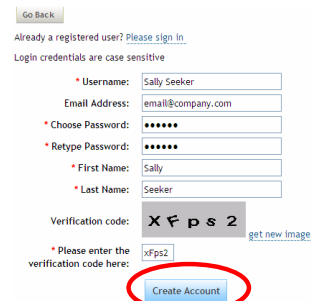 Go Back
Already a registered user? Please sign in
Login credentials are case sensitive
* Username: Sally Seeker
Email Address: email@company.com
* Choose Password: ••••••
* Retype Password: ••••••
* First Name: Sally
* Last Name: Seeker
Verification code: XFps2 get new image
* Please enter the
verification code here: xFps2
Create Account